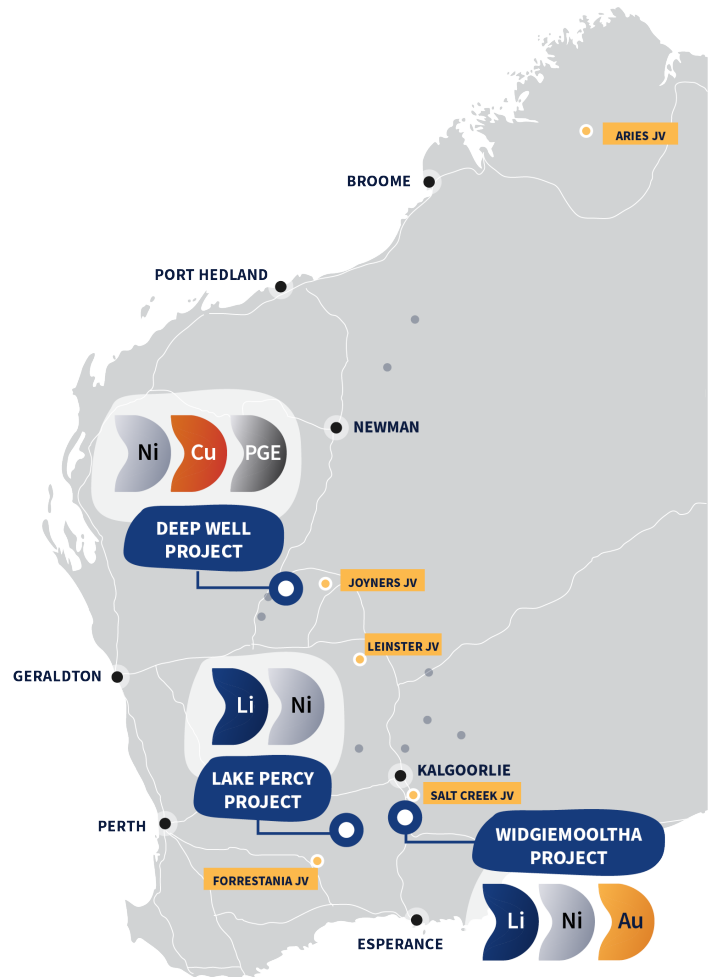 ARIES JV
BROOME
PORT HEDLAND
NEWMAN
Ni
Cu
PGE
DEEP WELL
PROJECT
JOYNERS JV
LEINSTER JV
GERALDTON
Li
Ni
KALGOORLIE
LAKE PERCY
PROJECT
SALT CREEK JV
PERTH
WIDGIEMOOLTHA
PROJECT
FORRESTANIA JV
Li
Ni
Au
ESPERANCE